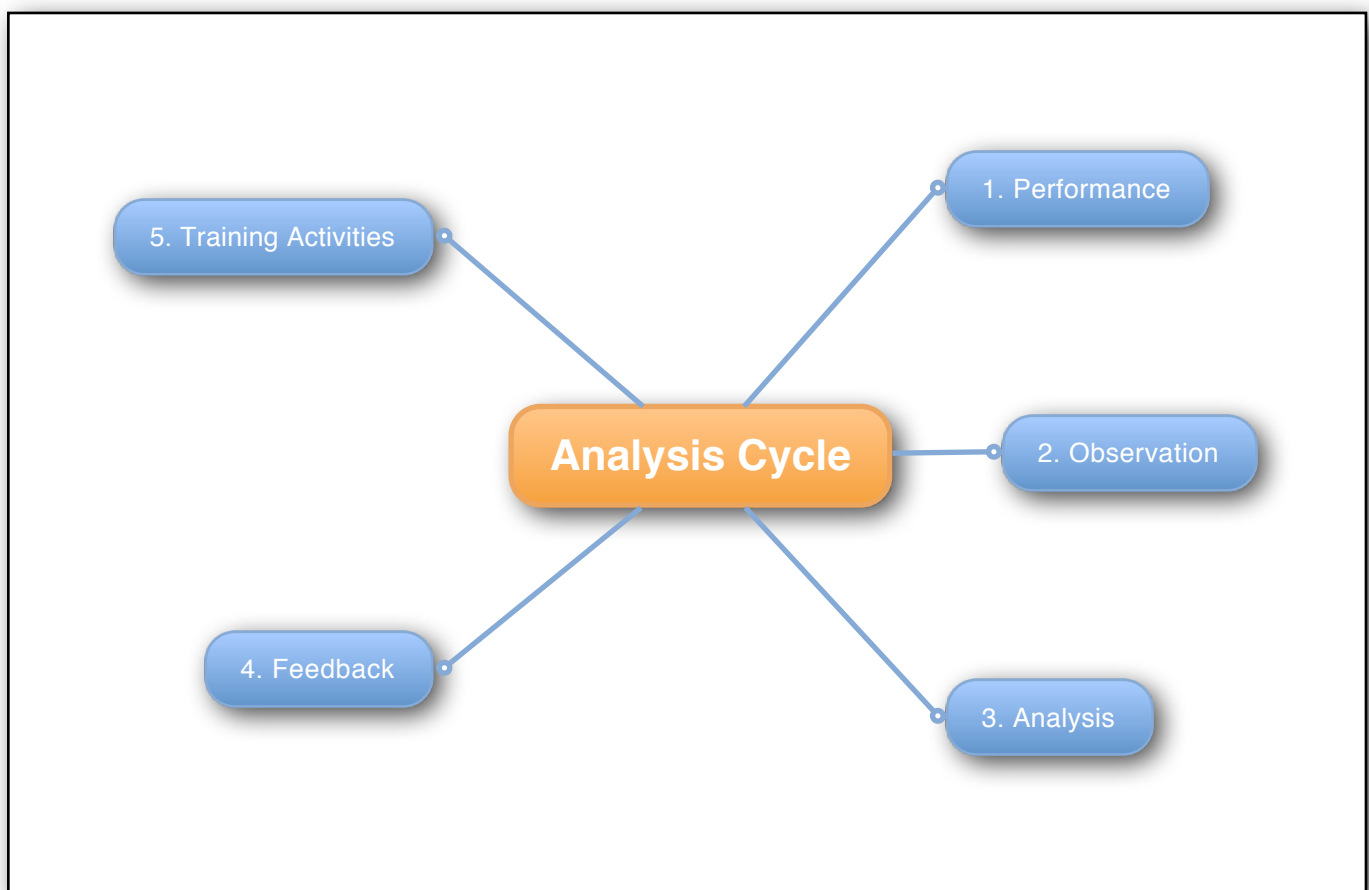 Analysis Cycle
1. Performance
2. Observation
3. Analysis
4. Feedback
5. Training Activities